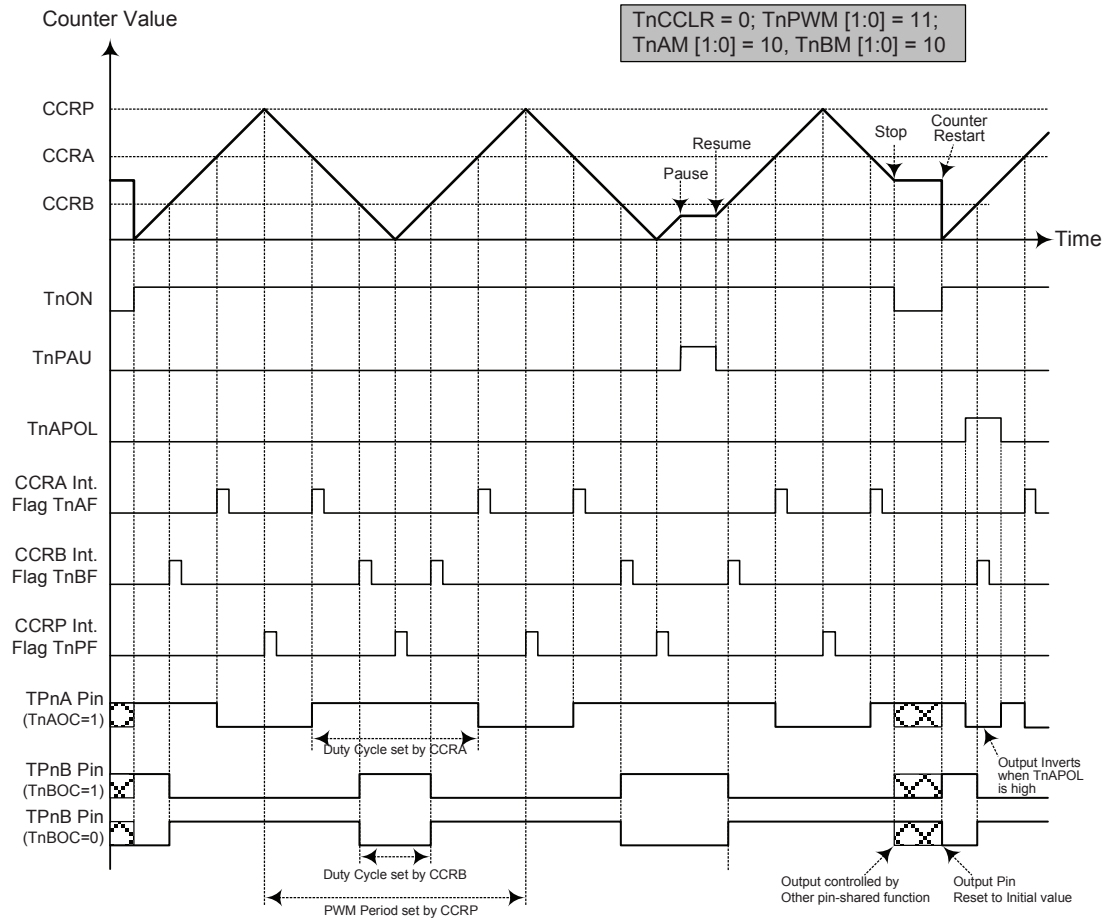 Counter Value
TnCCLR = 0; TnPWM [1:0] = 11;
TnAM [1:0] = 10, TnBM [1:0] = 10
CCRP
CCRA
CCRB
Pause
Resume
Stop
Counter
Restart
Time
TnON
TnPAU
TnAPOL
CCRA Int.
Flag TnAF
CCRB Int.
Flag TnBF
CCRP Int.
Flag TnPF
TPnA Pin
(TnAOC=1)
Duty Cycle set by CCRA
Output Inverts
when TnAPOL
is high
TPnB Pin
(TnBOC=1)
TPnB Pin
(TnBOC=0)
Duty Cycle set by CCRB
PWM Period set by CCRP
Output controlled by
Other pin-shared function
Output Pin
Reset to Initial value